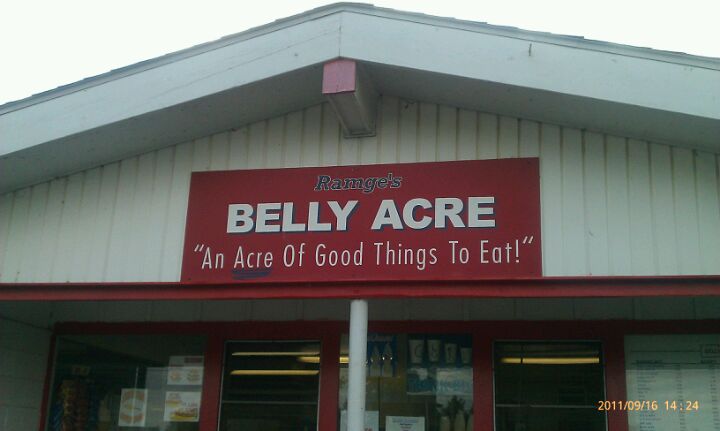 Ramge's
BELLY ACRE
"An Acre Of Good Things To Eat!"
2011/09/16 14:24